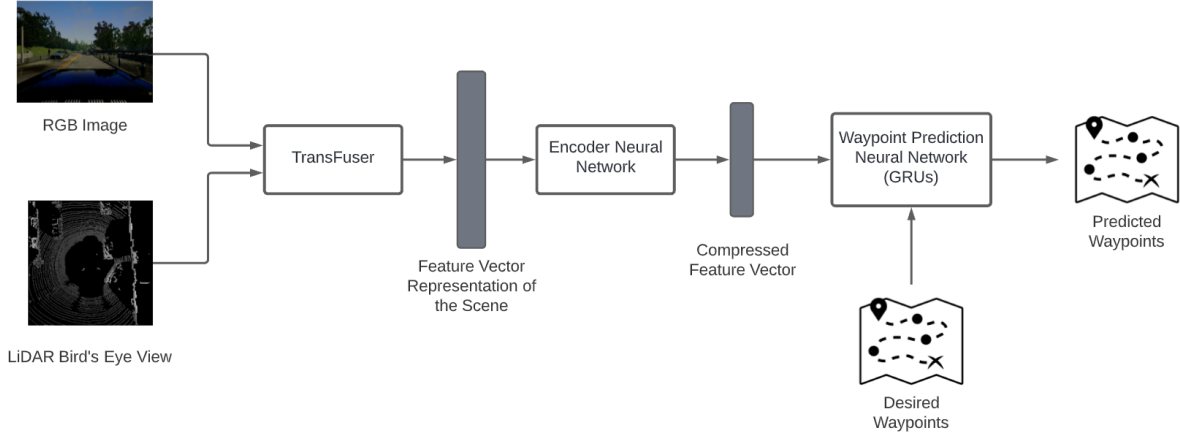 RGB Image
LiDAR Bird's Eye View
TransFuser
Feature Vector
Representation of
the Scene
Encoder Neural
Network
Compressed
Feature Vector
Waypoint Prediction
Neural Network
(GRUs)
Desired
Waypoints
Predicted
Waypoints